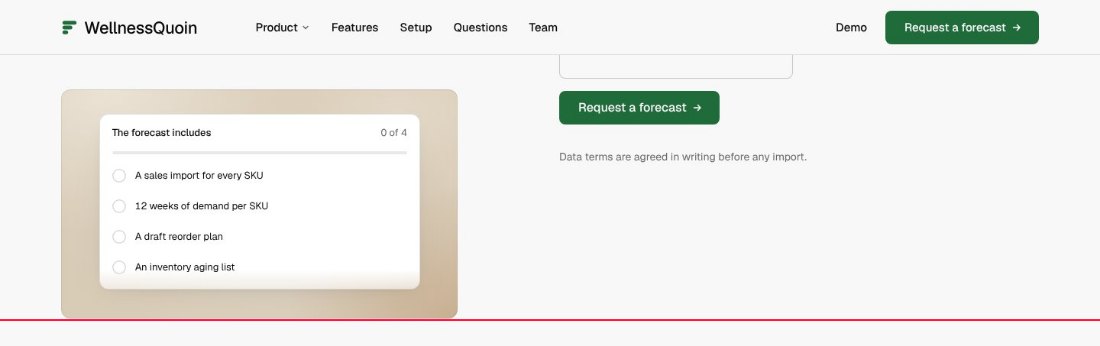 WellnessQuoin
Product
Features
Setup
Questions
Team
Demo
Request a forecast →
Request a forecast →
Data terms are agreed in writing before any import.
The forecast includes
0 of 4
A sales import for every SKU
12 weeks of demand per SKU
A draft reorder plan
An inventory aging list